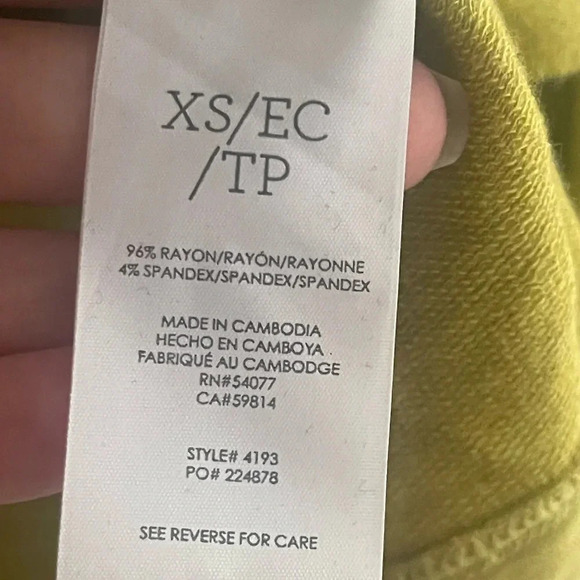 XS/EC
/TP
96% RAYON/RAYÓN/RAYONNE
4% SPANDEX/SPANDEX/SPANDEX
MADE IN CAMBODIA
HECHO EN CAMBOYA.
FABRIQUÉ AU CAMBODGE
RN#54077
CA#59814
STYLE# 4193
PO# 224878
SEE REVERSE FOR CARE